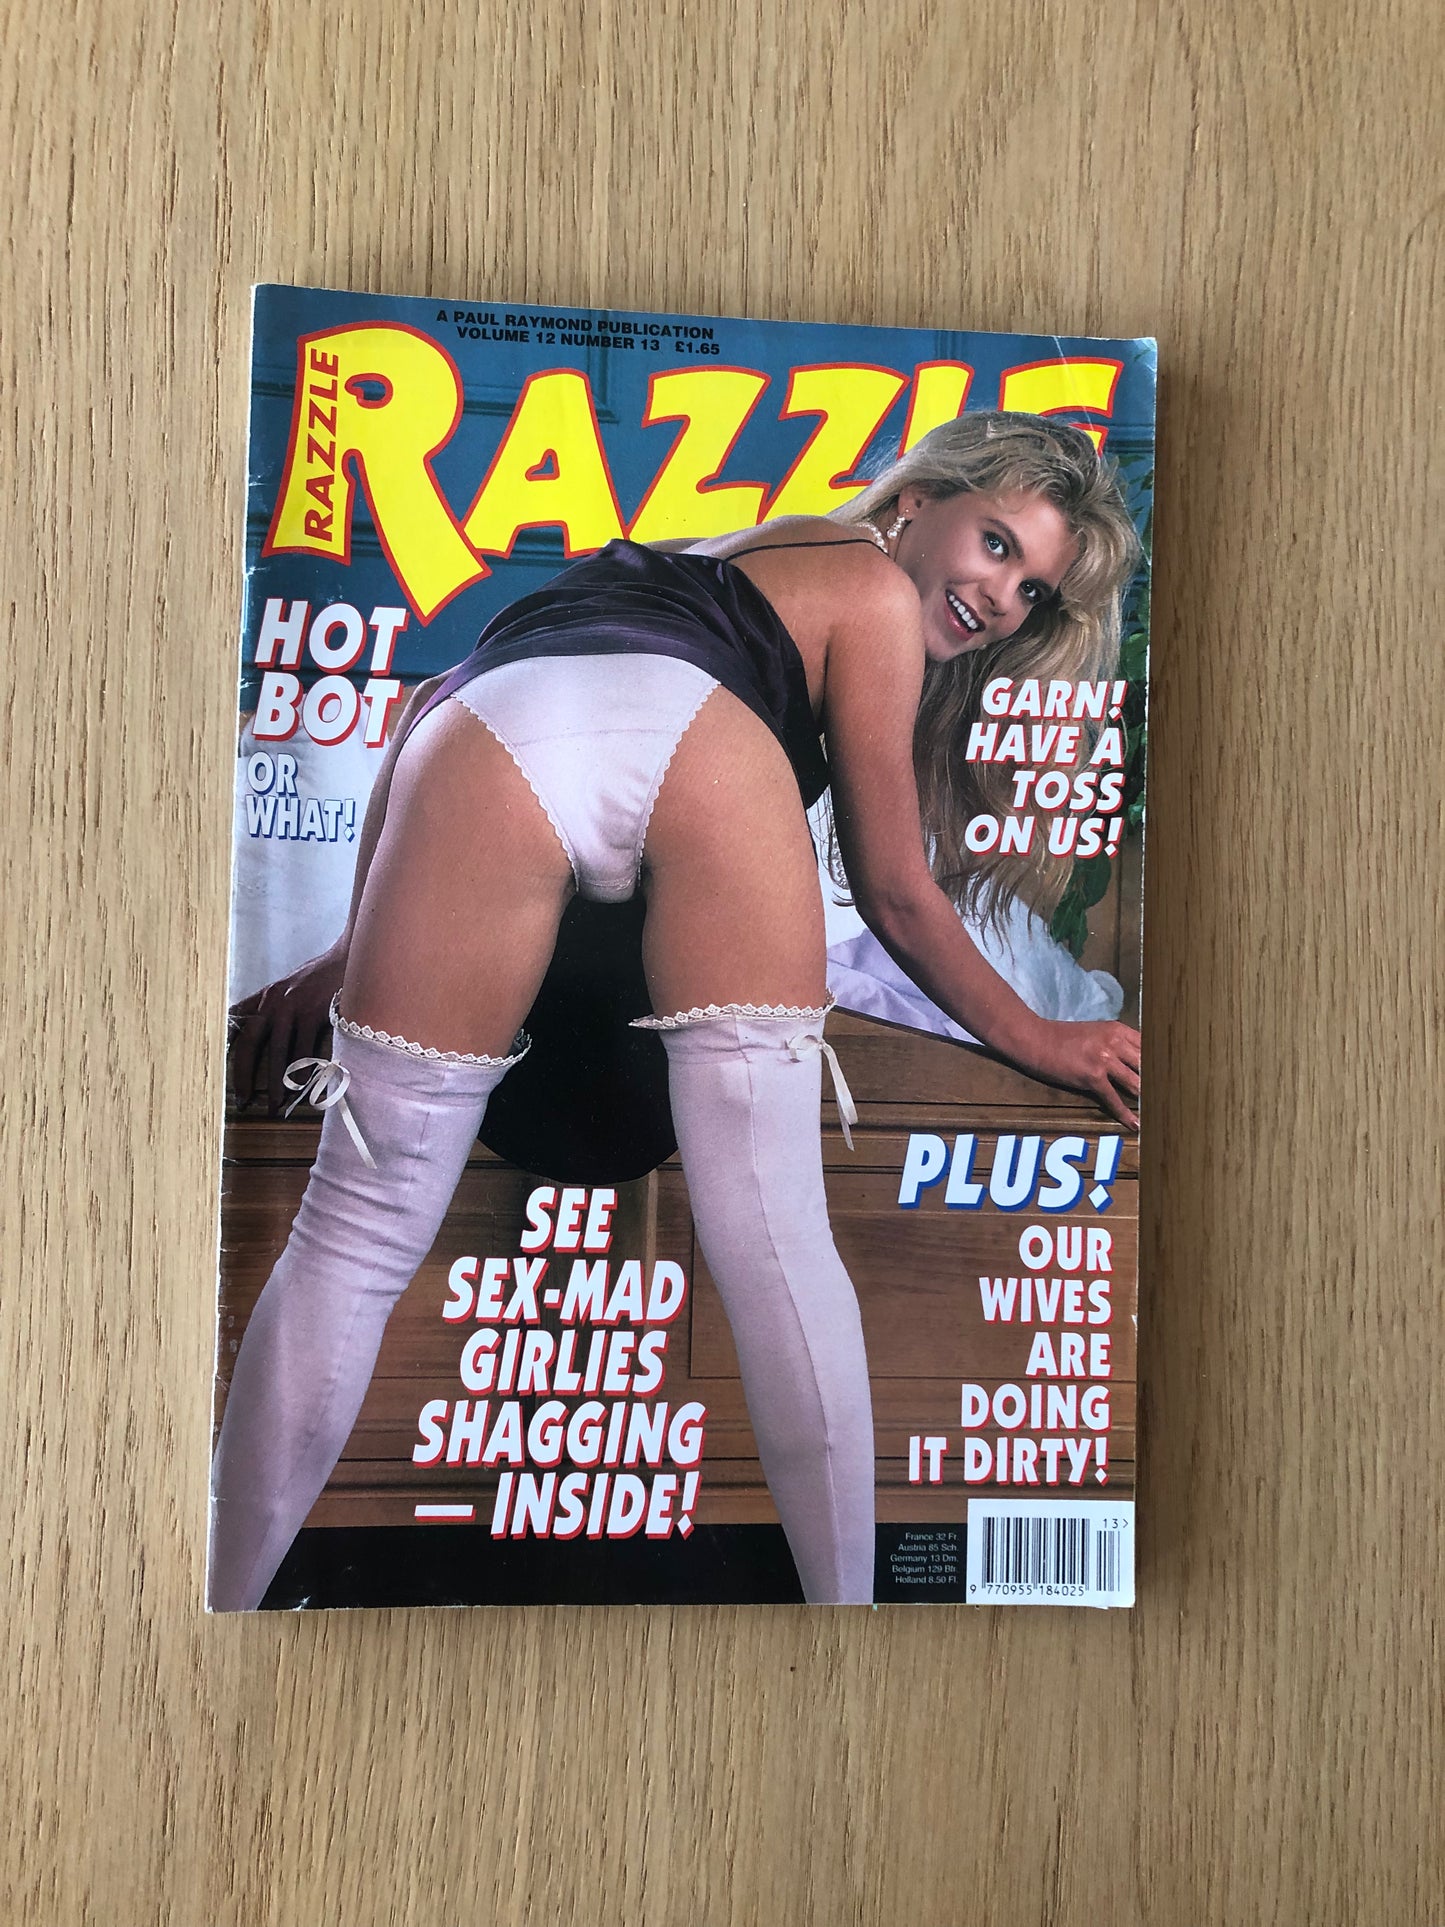 A PAUL RAYMOND PUBLICATION
VOLUME 12 NUMBER 13 £1.65
RAZZLE
RAZZLE
HOT
BOT
OR
WHAT!
GARN!
HAVE A
TOSS
ON US!
SEE
SEX-MAD
GIRLIES
SHAGGING
— INSIDE!
PLUS!
OUR
WIVES
ARE
DOING
IT DIRTY!
France 32 Fr.
Austria 85 Sch.
Germany 13 Dm.
Belgium 129 Bfr.
Holland 8.50 Fl.
13>
9 770955 184025